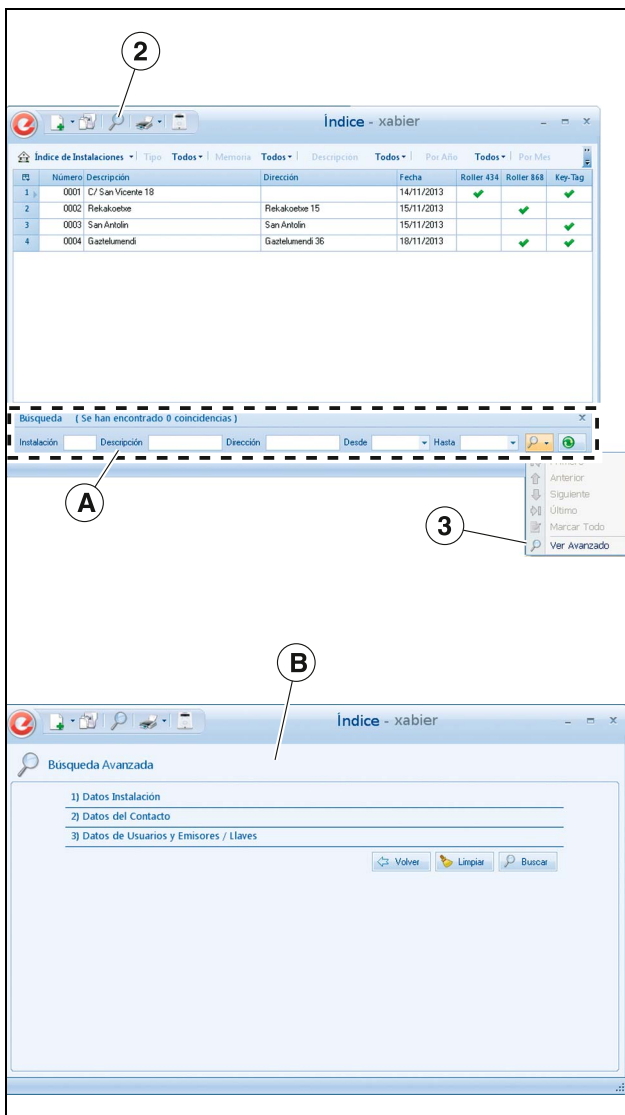 2
Índice - xabier
Índice de Instalaciones Tipo Todos Memoria Todos Descripción Todos Por Año Todos Por Mes
Número Descripción Dirección Fecha Roller 434 Roller 868 Key-Tag
1 0001 C/ San Vicente 18 14/11/2013
2 0002 Rekakoetxe Rekakoetxe 15 15/11/2013
3 0003 San Antolin San Antolin 15/11/2013
4 0004 Gaztelumendi Gaztelumendi 36 18/11/2013
Búsqueda ( Se han encontrado 0 coincidencias )
Instalación Descripción Dirección Desde Hasta
A
Anterior
Siguiente
Último
Marcar Todo
3
Ver Avanzado
B
Índice - xabier
Búsqueda Avanzada
1) Datos Instalación
2) Datos del Contacto
3) Datos de Usuarios y Emisores / Llaves
Volver Limpiar Buscar